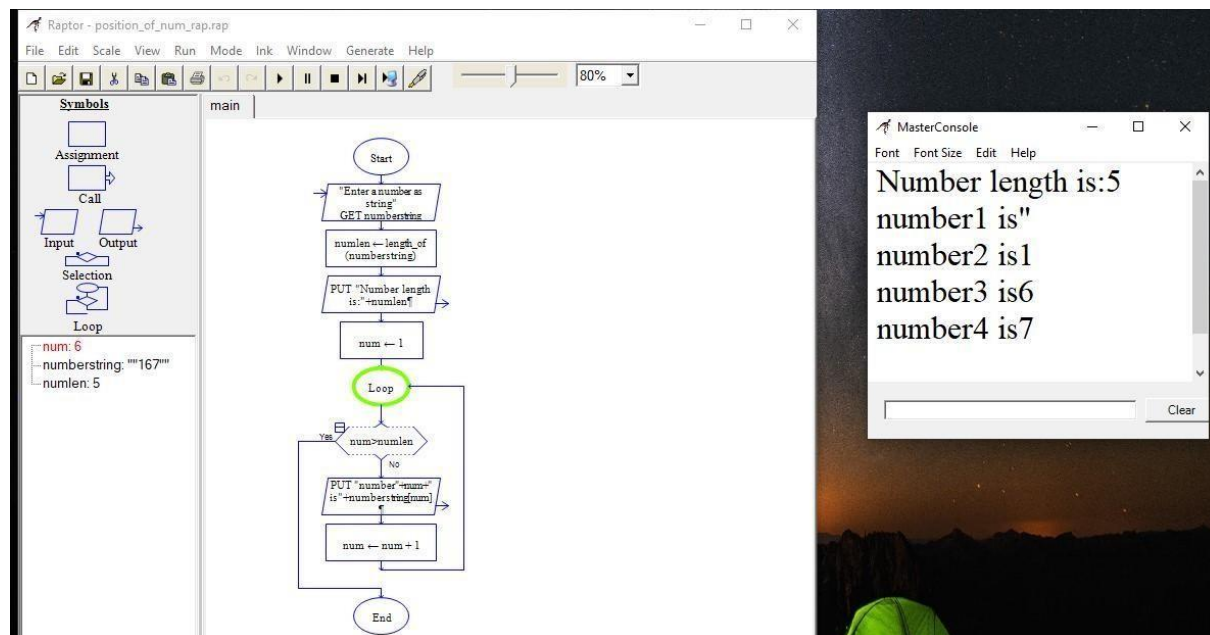 Raptor - position_of_num_rap.rap
File Edit Scale View Run Mode Ink Window Generate Help
80%
Symbols
main
Assignment
Call
Input Output
Selection
Loop
num: 6
numberstring: ""167""
numlen: 5
Start
"Enter a number as
string"
GET numberstring
numlen ← length_of
(numberstring)
PUT "Number length
is:"+numlen¶
num ← 1
Loop
Yes
num>numlen
No
PUT "number"+num+"
is"+numberstring[num]
¶
num ← num + 1
End
MasterConsole
Font Font Size Edit Help
Number length is:5
number1 is"
number2 is1
number3 is6
number4 is7
Clear